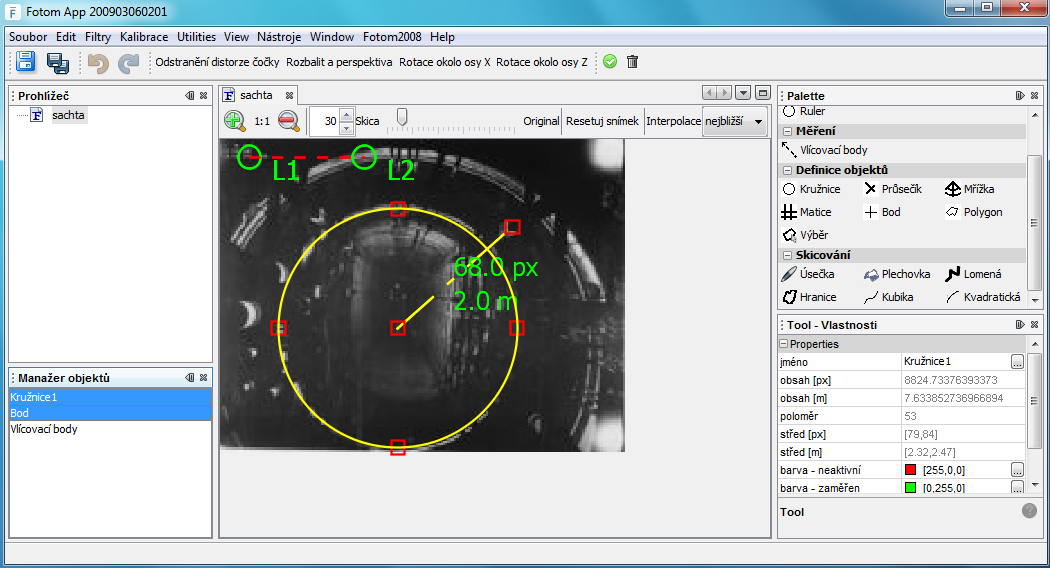 Fotom App 200903060201
Soubor Edit Filtry Kalibrace Utilities View Nástroje Window Fotom2008 Help
Odstranění distorze čočky Rozbalit a perspektiva Rotace okolo osy X Rotace okolo osy Z
Prohlížeč
sachta
sachta
1:1 30 Skica Original Resetuj snímek Interpolace nejbližší
L1 L2
68.0 px
2.0 m
Manažer objektů
Kružnice1
Bod
Vlícovací body
Palette
Ruler
Měření
Vlícovací body
Definice objektů
Kružnice Průsečík Mřížka
Matice Bod Polygon
Výběr
Skicování
Úsečka Plechovka Lomená
Hranice Kubika Kvadratická
Tool - Vlastnosti
Properties
jméno Kružnice1 ...
obsah [px] 8824.73376393373
obsah [m] 7.633852736966894
poloměr 53
střed [px] [79,84]
střed [m] [2.32,2.47]
barva - neaktivní [255,0,0] ...
barva - zaměřen [0,255,0] ...
Tool